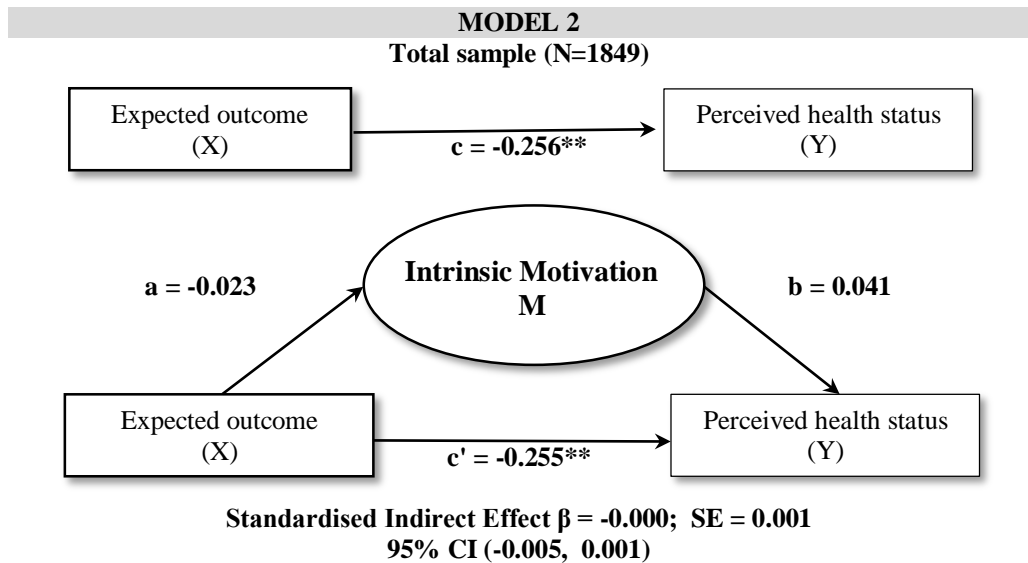 MODEL 2
Total sample (N=1849)
Expected outcome
(X)
c = -0.256**
Perceived health status
(Y)
a = -0.023
Intrinsic Motivation
M
b = 0.041
Expected outcome
(X)
c' = -0.255**
Perceived health status
(Y)
Standardised Indirect Effect β = -0.000; SE = 0.001
95% CI (-0.005, 0.001)